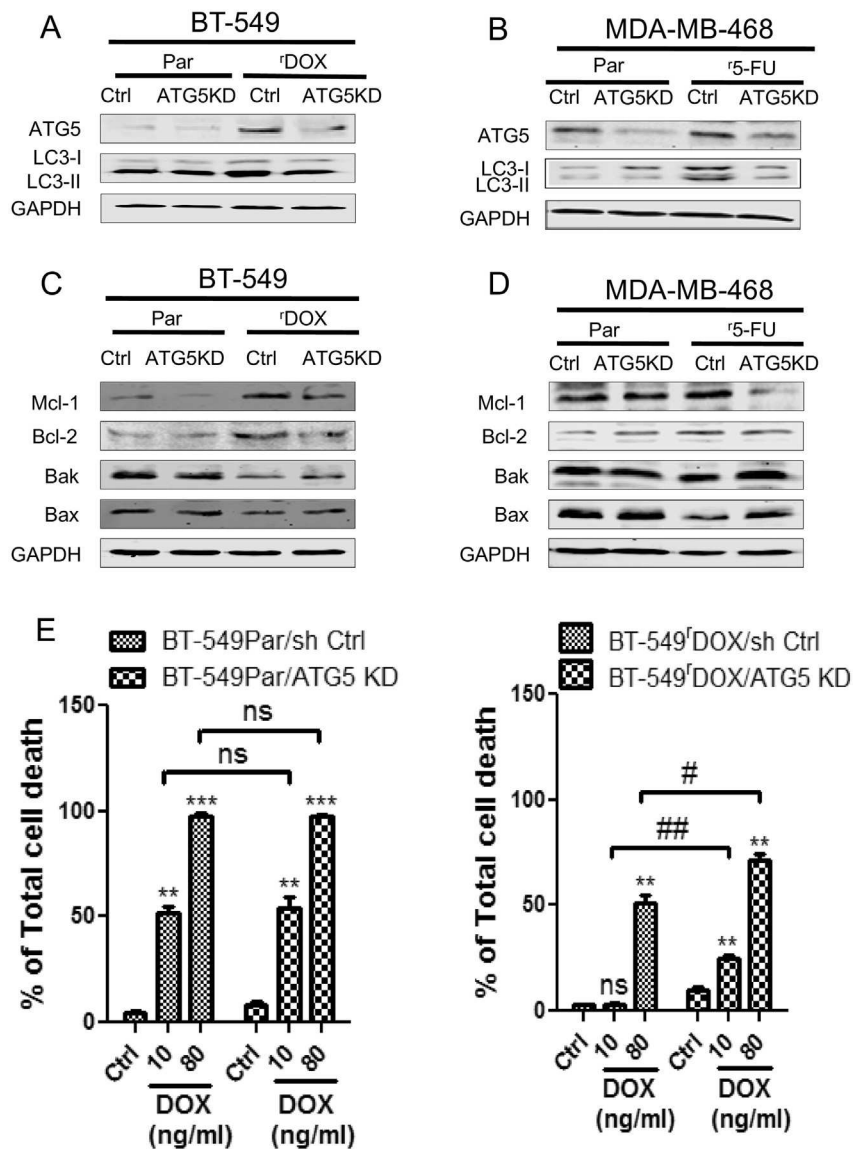 A
BT-549
Par ʳDOX
Ctrl ATG5KD Ctrl ATG5KD
ATG5
LC3-I
LC3-II
GAPDH
B
MDA-MB-468
Par ʳ5-FU
Ctrl ATG5KD Ctrl ATG5KD
ATG5
LC3-I
LC3-II
GAPDH
C
BT-549
Par ʳDOX
Ctrl ATG5KD Ctrl ATG5KD
Mcl-1
Bcl-2
Bak
Bax
GAPDH
D
MDA-MB-468
Par ʳ5-FU
Ctrl ATG5KD Ctrl ATG5KD
Mcl-1
Bcl-2
Bak
Bax
GAPDH
E
BT-549Par/sh Ctrl
BT-549Par/ATG5 KD
% of Total cell death
150
100
50
0
ns
ns
*** ***
** **
Ctrl 10 80 Ctrl 10 80
DOX DOX
(ng/ml) (ng/ml)
BT-549ʳDOX/sh Ctrl
BT-549ʳDOX/ATG5 KD
% of Total cell death
150
100
50
0
#
##
**
**
**
ns
Ctrl 10 80 Ctrl 10 80
DOX DOX
(ng/ml) (ng/ml)